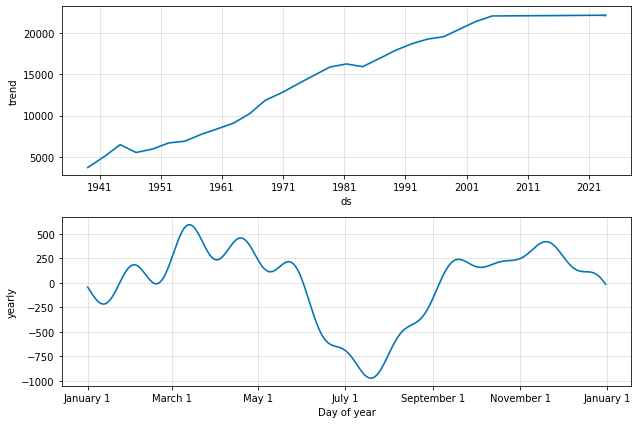 trend
20000
15000
10000
5000
1941 1951 1961 1971 1981 1991 2001 2011 2021
ds
yearly
500
250
0
−250
−500
−750
−1000
January 1 March 1 May 1 July 1 September 1 November 1 January 1
Day of year